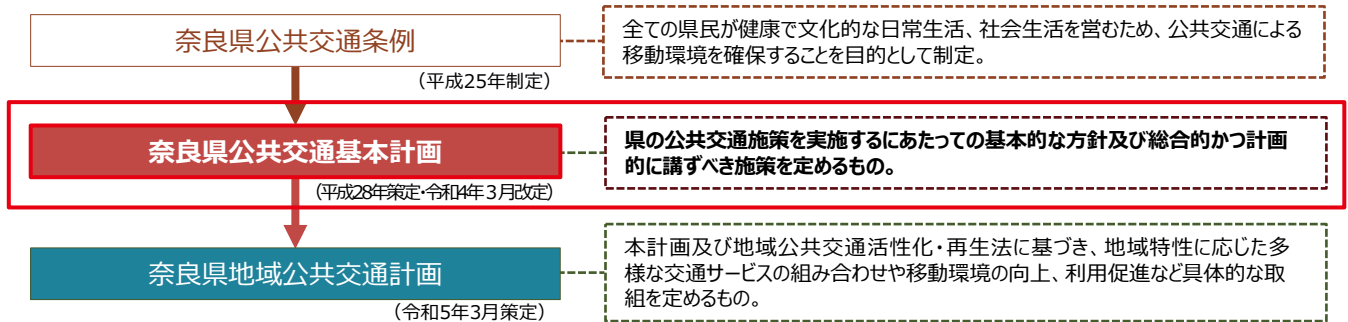 奈良県公共交通条例
(平成25年制定)
全ての県民が健康で文化的な日常生活、社会生活を営むため、公共交通による
移動環境を確保することを目的として制定。
奈良県公共交通基本計画
(平成28年策定・令和4年3月改定)
県の公共交通施策を実施するにあたっての基本的な方針及び総合的かつ計画
的に講ずべき施策を定めるもの。
奈良県地域公共交通計画
(令和5年3月策定)
本計画及び地域公共交通活性化・再生法に基づき、地域特性に応じた多
様な交通サービスの組み合わせや移動環境の向上、利用促進など具体的な取
組を定めるもの。